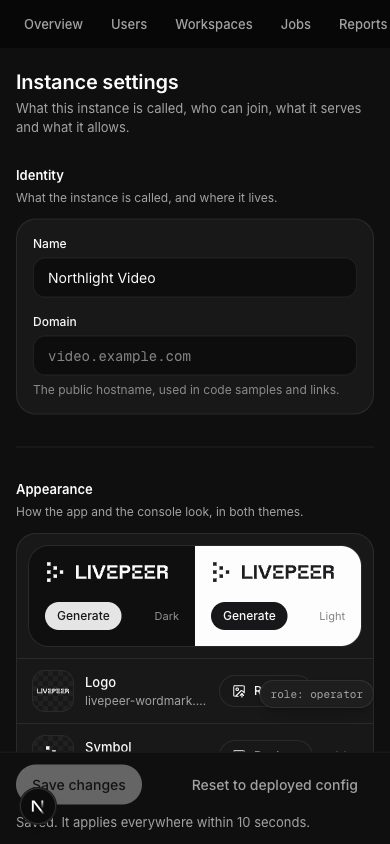 Overview Users Workspaces Jobs Reports
Instance settings
What this instance is called, who can join, what it serves
and what it allows.
Identity
What the instance is called, and where it lives.
Name
Northlight Video
Domain
video.example.com
The public hostname, used in code samples and links.
Appearance
How the app and the console look, in both themes.
LIVEPEER LIVEPEER
Generate Dark Generate Light
LIVEPEER
Logo
livepeer-wordmark....
role: operator
Symbol
Save changes Reset to deployed config
N
Saved. It applies everywhere within 10 seconds.